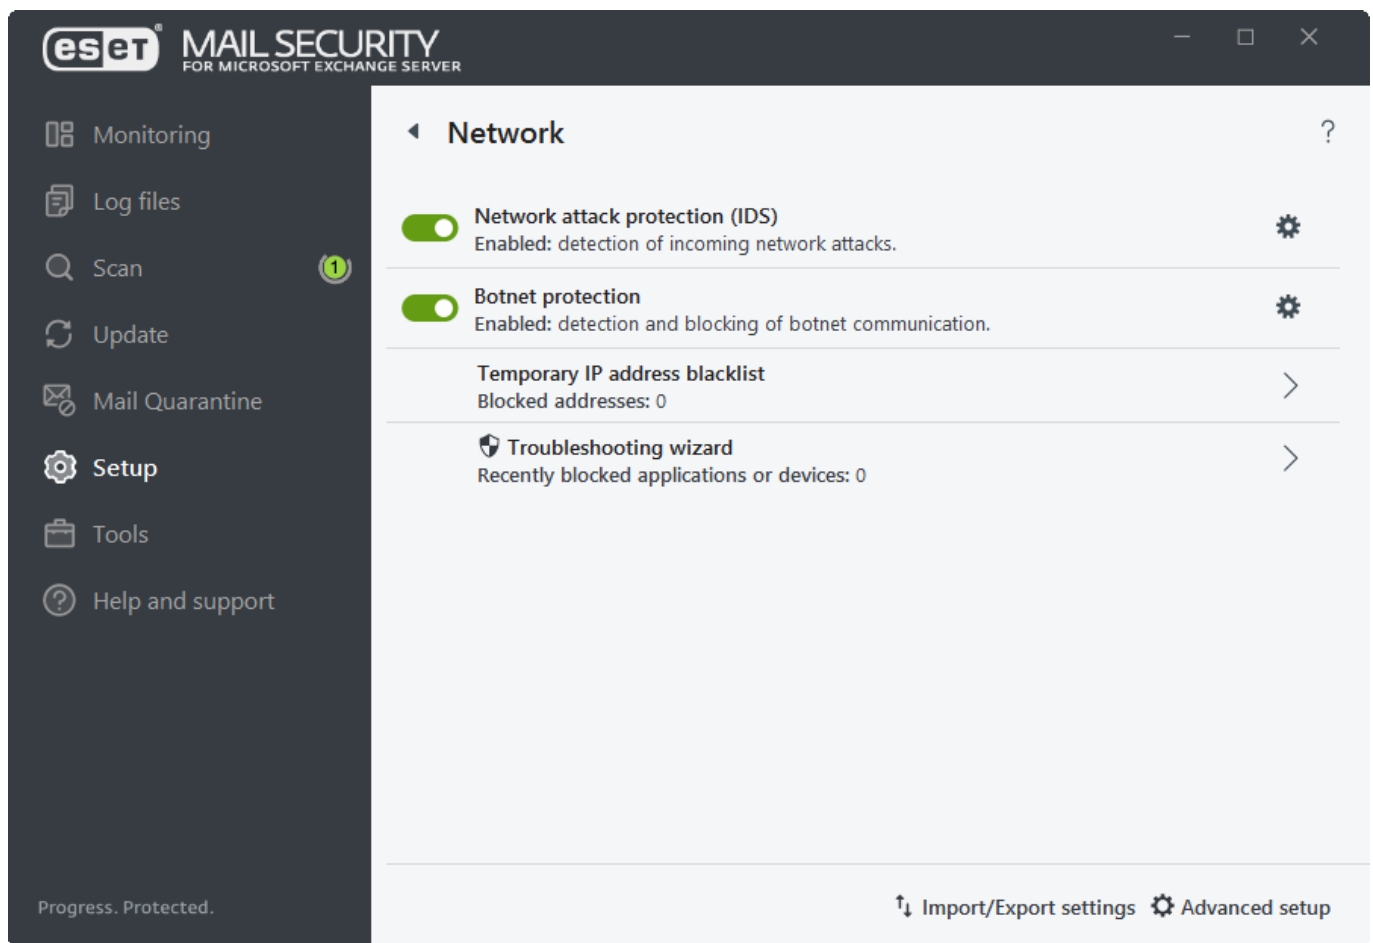 eset® MAIL SECURITY
FOR MICROSOFT EXCHANGE SERVER
Monitoring
Log files
Scan 1
Update
Mail Quarantine
Setup
Tools
Help and support
Progress. Protected.
Network ?
Network attack protection (IDS)
Enabled: detection of incoming network attacks.
Botnet protection
Enabled: detection and blocking of botnet communication.
Temporary IP address blacklist
Blocked addresses: 0
Troubleshooting wizard
Recently blocked applications or devices: 0
Import/Export settings Advanced setup